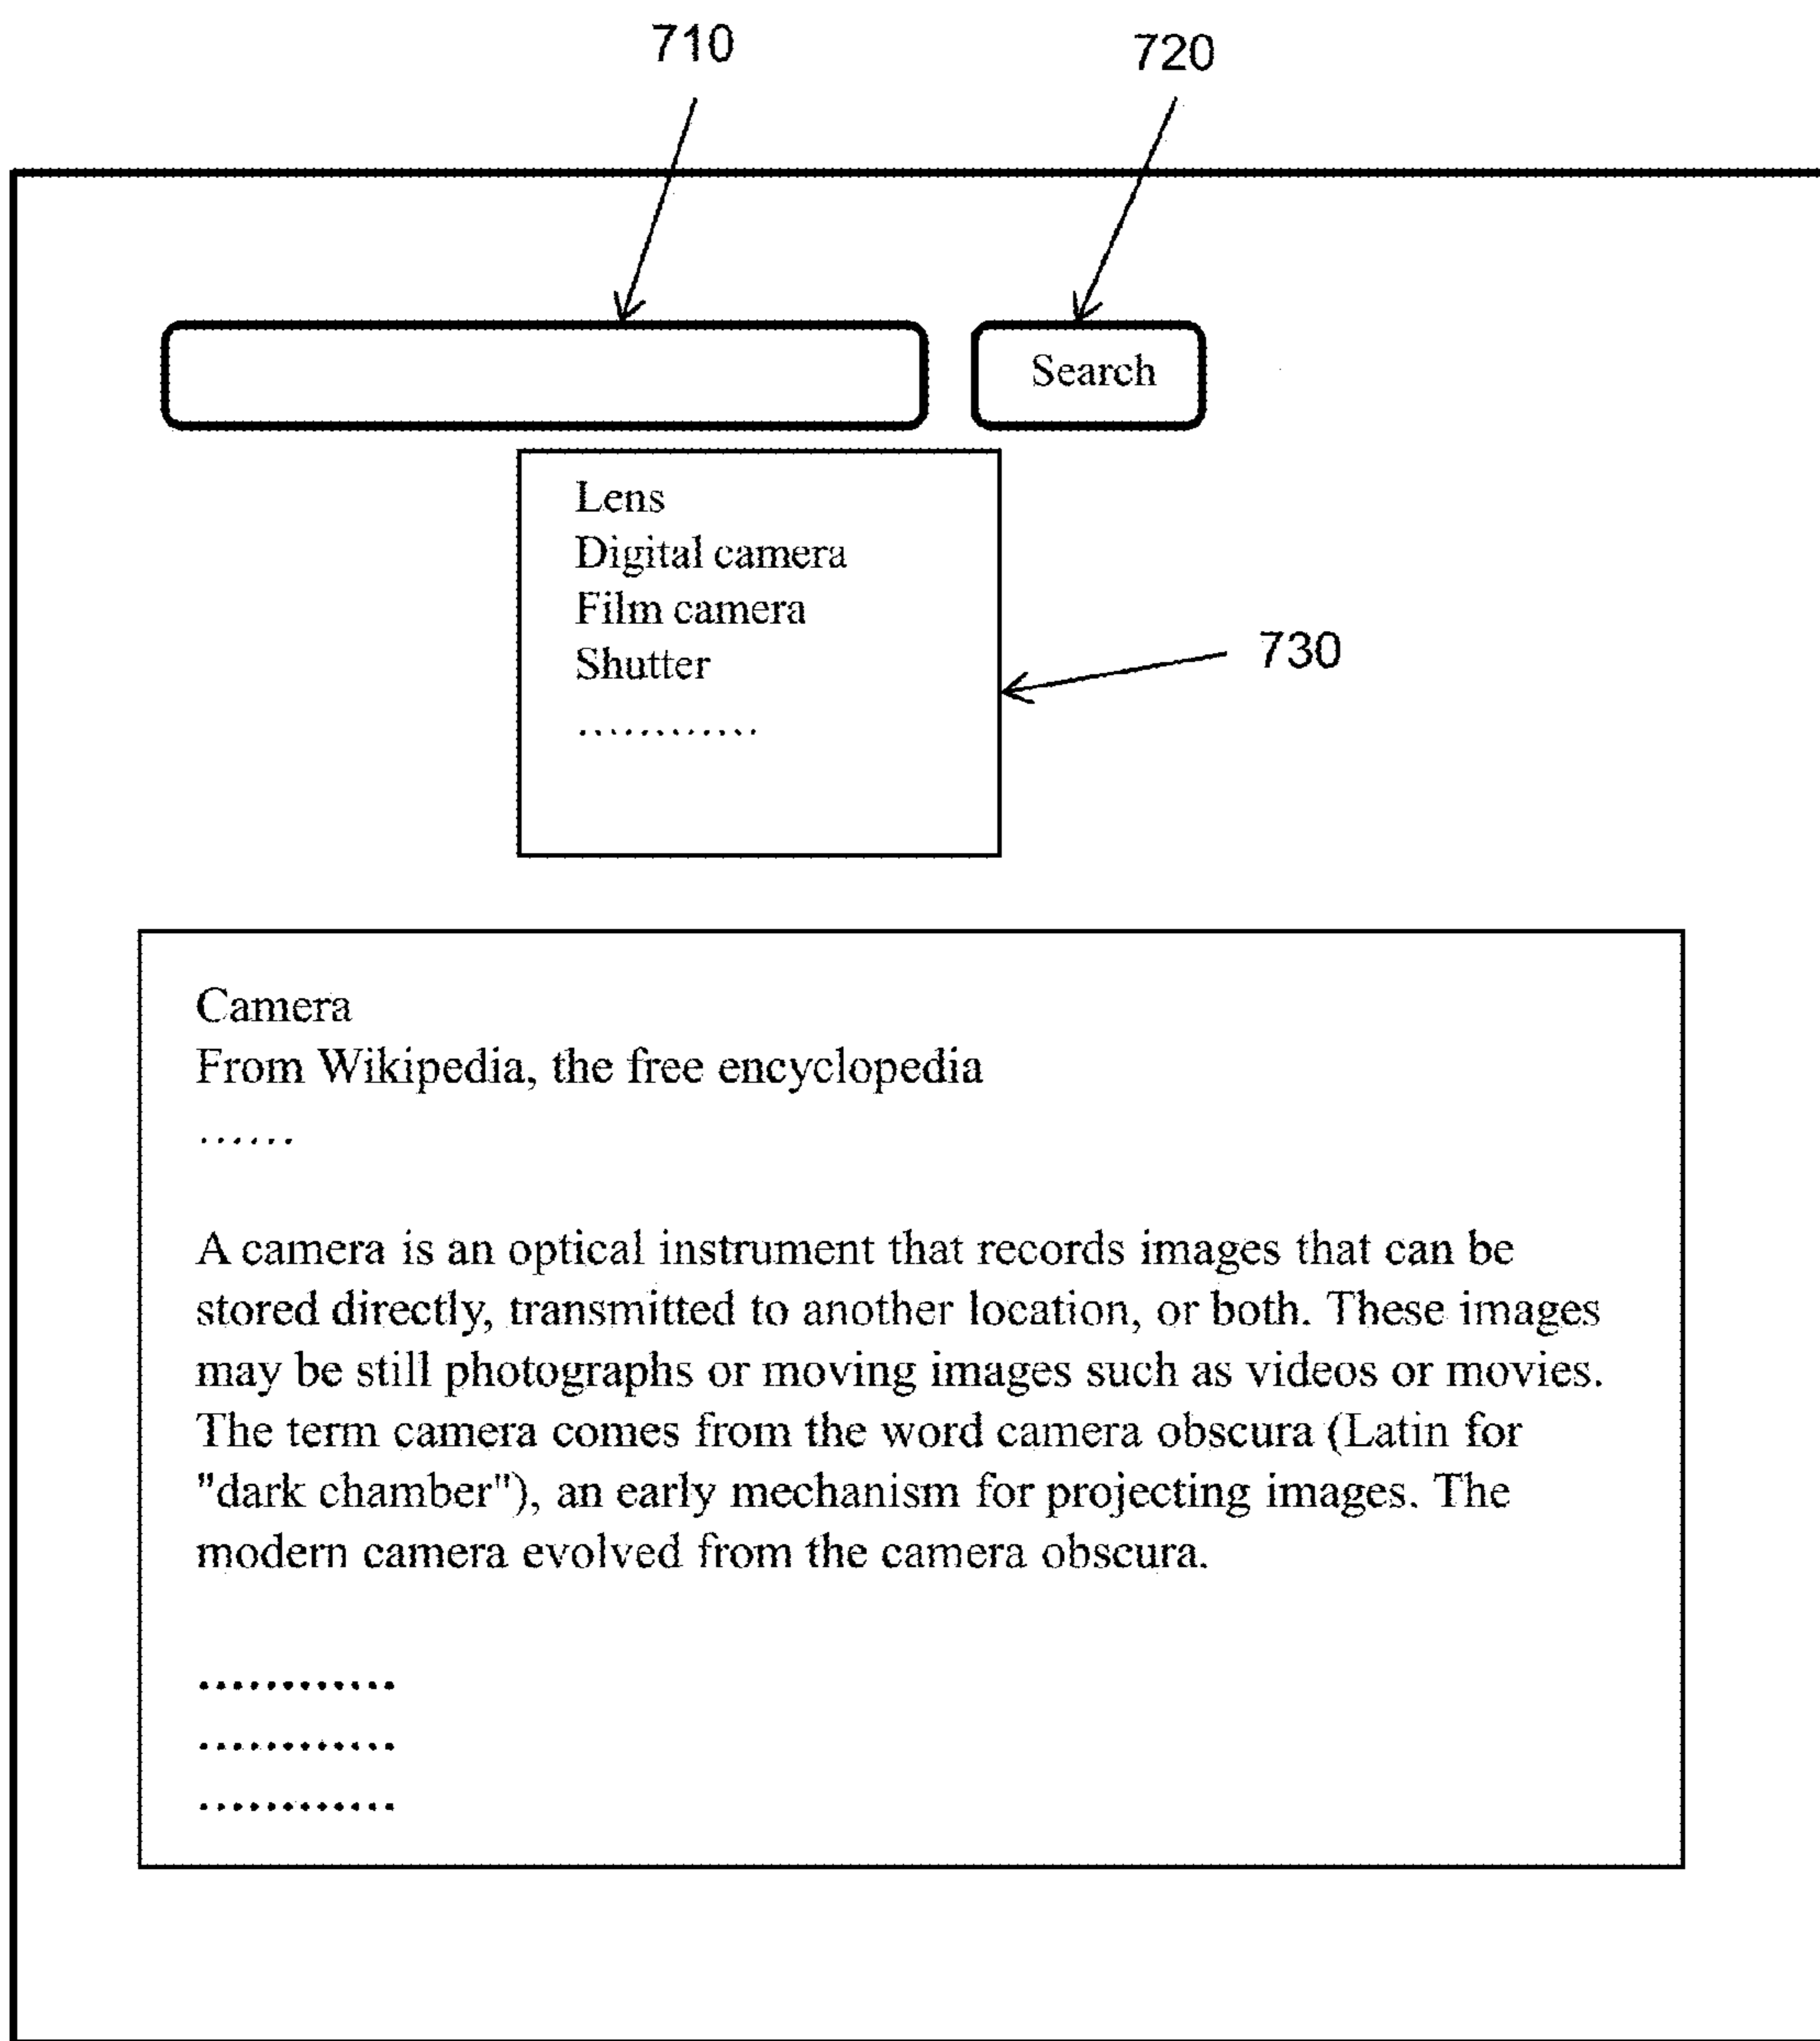 710
720
Search
Lens
Digital camera
Film camera
Shutter
............
730
Camera
From Wikipedia, the free encyclopedia
......
A camera is an optical instrument that records images that can be
stored directly, transmitted to another location, or both. These images
may be still photographs or moving images such as videos or movies.
The term camera comes from the word camera obscura (Latin for
"dark chamber"), an early mechanism for projecting images. The
modern camera evolved from the camera obscura.
............
............
............